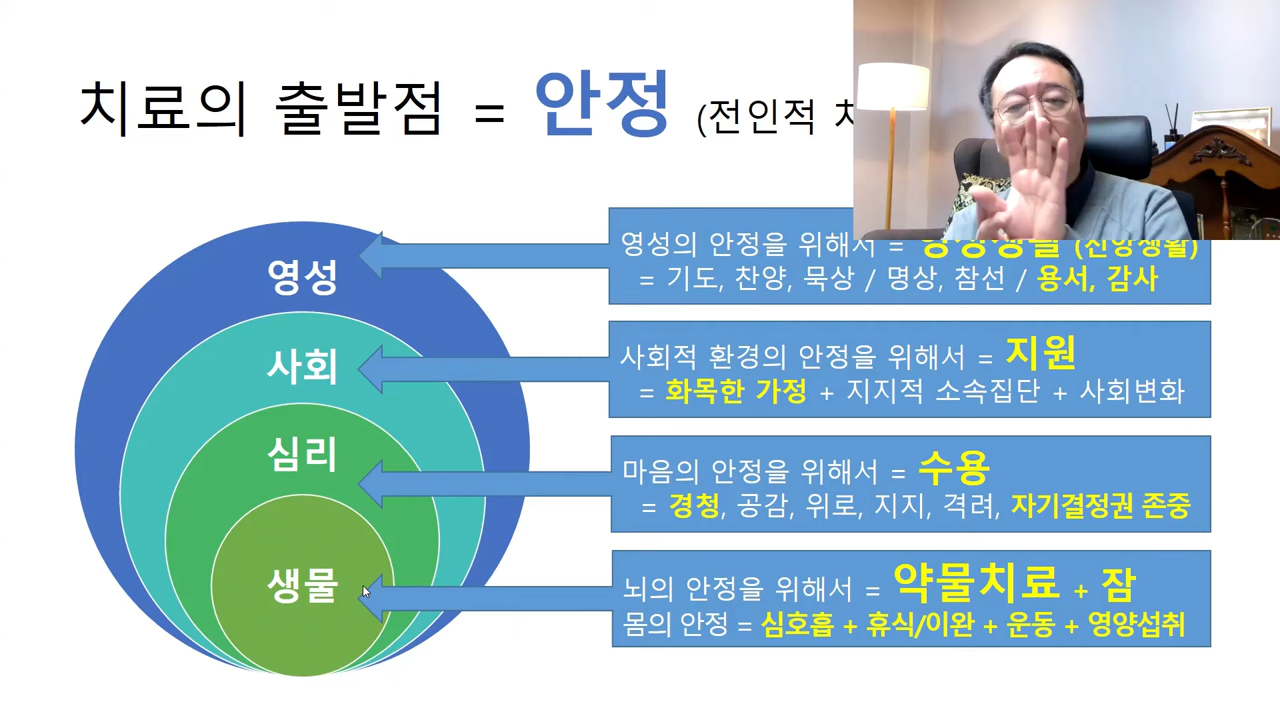 치료의 출발점 = 안정 (전인적
영성
사회
심리
생물
영성의 안정을 위해서 = (신앙생활)
= 기도, 찬양, 묵상 / 명상, 참선 / 용서, 감사
사회적 환경의 안정을 위해서 = 지원
= 화목한 가정 + 지지적 소속집단 + 사회변화
마음의 안정을 위해서 = 수용
= 경청, 공감, 위로, 지지, 격려, 자기결정권 존중
뇌의 안정을 위해서 = 약물치료 + 잠
몸의 안정 = 심호흡 + 휴식/이완 + 운동 + 영양섭취